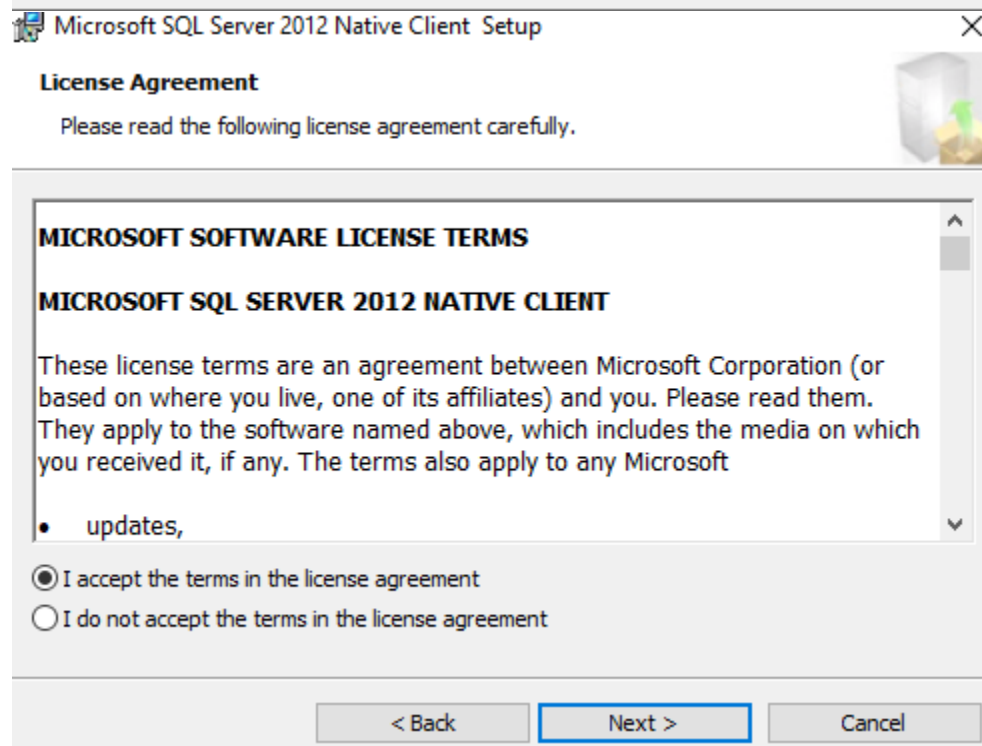 Microsoft SQL Server 2012 Native Client  Setup
License Agreement
Please read the following license agreement carefully.
MICROSOFT SOFTWARE LICENSE TERMS
MICROSOFT SQL SERVER 2012 NATIVE CLIENT
These license terms are an agreement between Microsoft Corporation (or
based on where you live, one of its affiliates) and you. Please read them.
They apply to the software named above, which includes the media on which
you received it, if any. The terms also apply to any Microsoft
• updates,
I accept the terms in the license agreement
I do not accept the terms in the license agreement
< Back Next > Cancel